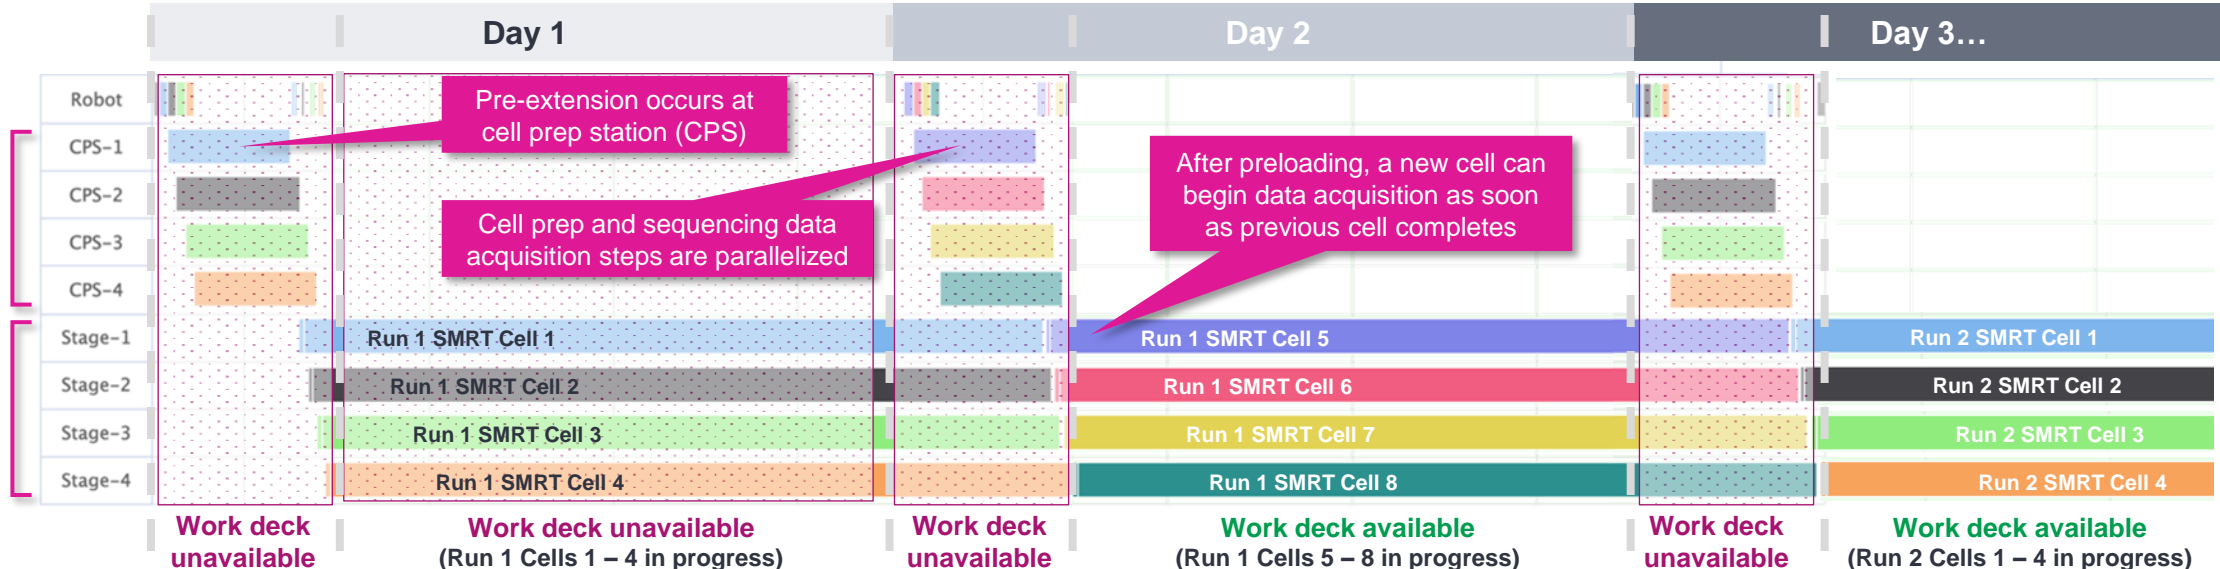 Day 1
Day 2
Day 3…
Robot
CPS-1
CPS-2
CPS-3
CPS-4
Stage-1
Stage-2
Stage-3
Stage-4
Pre-extension occurs at
cell prep station (CPS)
Cell prep and sequencing data
acquisition steps are parallelized
After preloading, a new cell can
begin data acquisition as soon
as previous cell completes
Run 1 SMRT Cell 1
Run 1 SMRT Cell 5
Run 2 SMRT Cell 1
Run 1 SMRT Cell 2
Run 1 SMRT Cell 6
Run 2 SMRT Cell 2
Run 1 SMRT Cell 3
Run 1 SMRT Cell 7
Run 2 SMRT Cell 3
Run 1 SMRT Cell 4
Run 1 SMRT Cell 8
Run 2 SMRT Cell 4
Work deck
unavailable
Work deck unavailable
(Run 1 Cells 1 – 4 in progress)
Work deck
unavailable
Work deck available
(Run 1 Cells 5 – 8 in progress)
Work deck
unavailable
Work deck available
(Run 2 Cells 1 – 4 in progress)